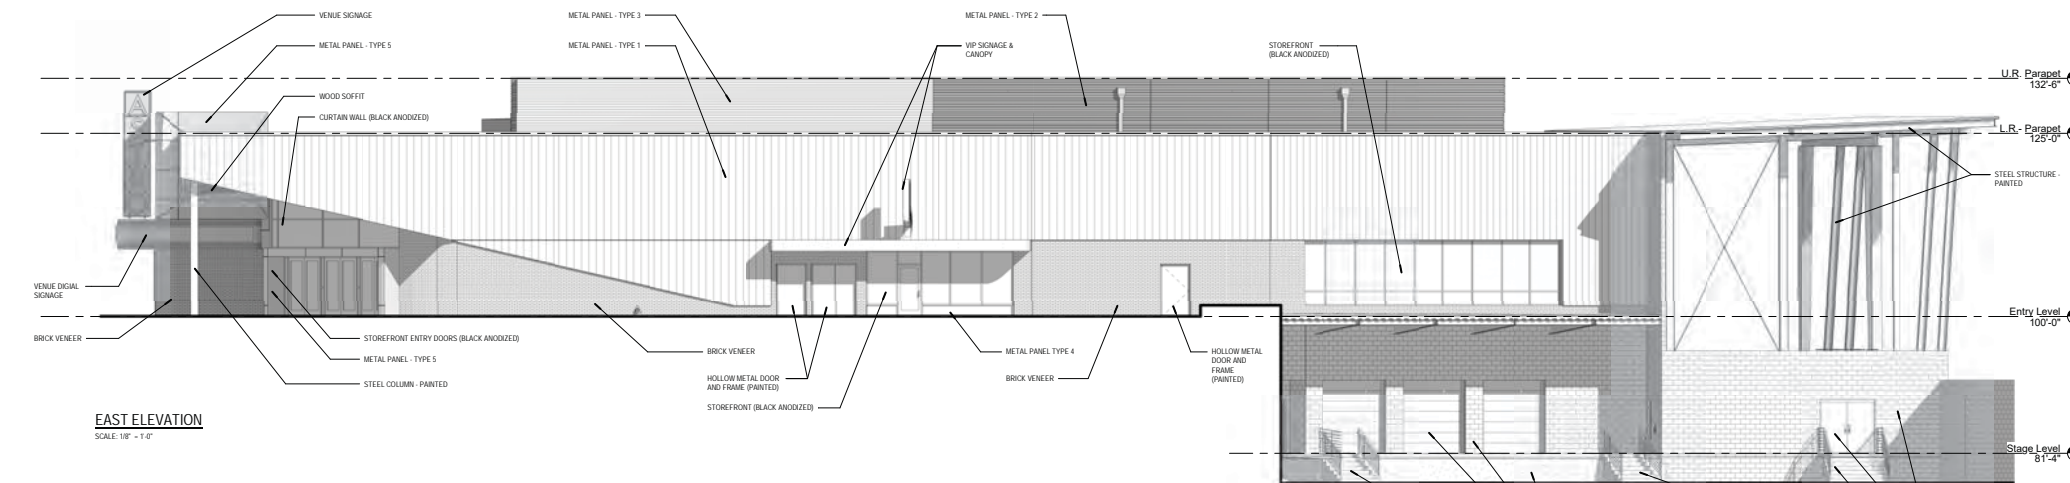 VENUE SIGNAGE
METAL PANEL - TYPE 3
METAL PANEL - TYPE 2
METAL PANEL - TYPE 5
METAL PANEL - TYPE 1
VIP SIGNAGE &
CANOPY
STOREFRONT
(BLACK ANODIZED)
U.R. Parapet
132'-6"
WOOD SOFFIT
CURTAIN WALL (BLACK ANODIZED)
L.R.- Parapet
125'-0"
STEEL STRUCTURE -
PAINTED
VENUE DIGIAL
SIGNAGE
Entry Level
100'-0"
BRICK VENEER
STOREFRONT ENTRY DOORS (BLACK ANODIZED)
METAL PANEL - TYPE 5
STEEL COLUMN - PAINTED
BRICK VENEER
HOLLOW METAL DOOR
AND FRAME (PAINTED)
STOREFRONT (BLACK ANODIZED)
METAL PANEL TYPE 4
BRICK VENEER
HOLLOW METAL
DOOR AND
FRAME
(PAINTED)
EAST ELEVATION
SCALE: 1/8" = 1'-0"
Stage Level
81'-4"